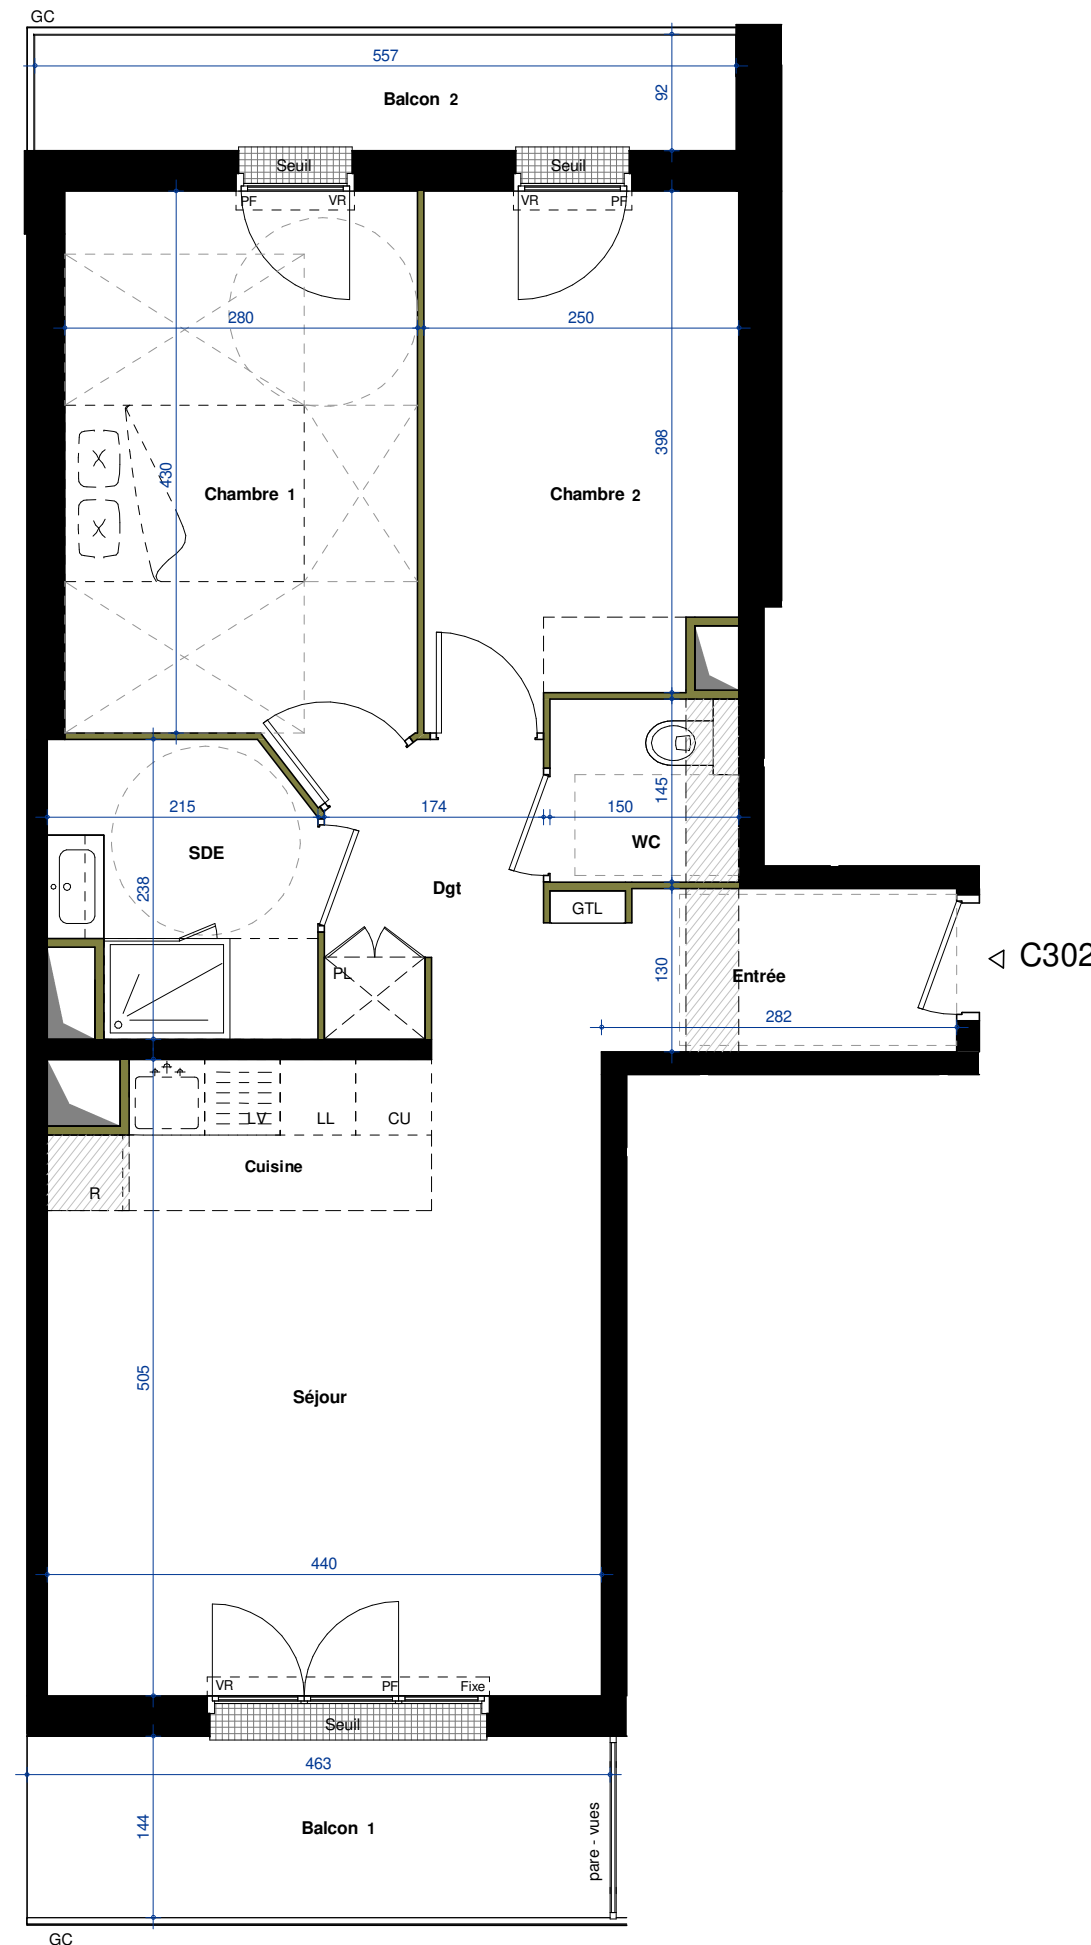 GC
557
92
Balcon 2
Seuil
Seuil
PF
VR
VR
PF
280
250
398
430
Chambre 1
Chambre 2
215
174
145
150
WC
SDE
238
Dgt
GTL
C302
130
Entrée
PL
282
LV
LL
CU
Cuisine
R
505
Séjour
440
VR
PF
Fixe
Seuil
463
144
Balcon 1
pare - vues
GC